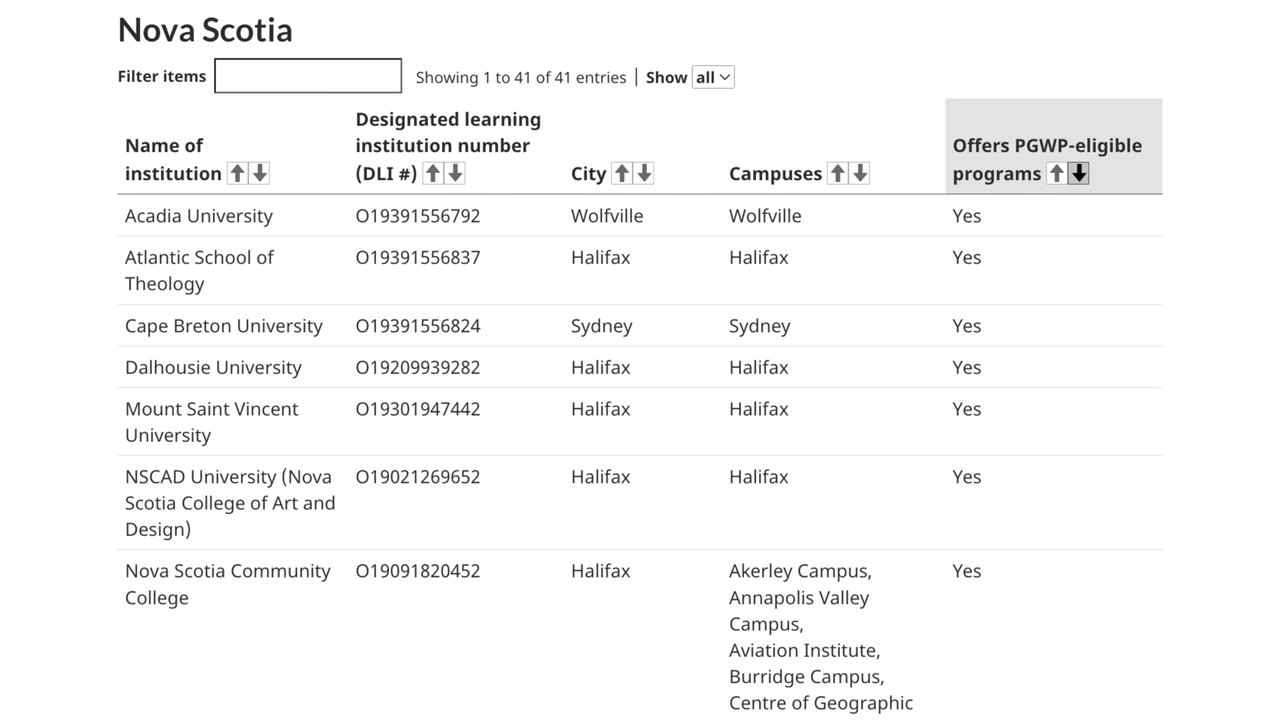 Nova Scotia
Filter items Showing 1 to 41 of 41 entries | Show all
Name of institution Designated learning institution number (DLI #) City Campuses Offers PGWP-eligible programs
Acadia University O19391556792 Wolfville Wolfville Yes
Atlantic School of Theology O19391556837 Halifax Halifax Yes
Cape Breton University O19391556824 Sydney Sydney Yes
Dalhousie University O19209939282 Halifax Halifax Yes
Mount Saint Vincent University O19301947442 Halifax Halifax Yes
NSCAD University (Nova Scotia College of Art and Design) O19021269652 Halifax Halifax Yes
Nova Scotia Community College O19091820452 Halifax Akerley Campus, Yes
Annapolis Valley
Campus,
Aviation Institute,
Burridge Campus,
Centre of Geographic